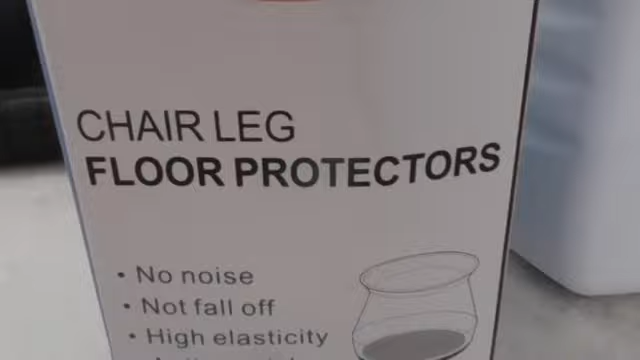 CHAIR LEG
FLOOR PROTECTORS
• No noise
• Not fall off
• High elasticity